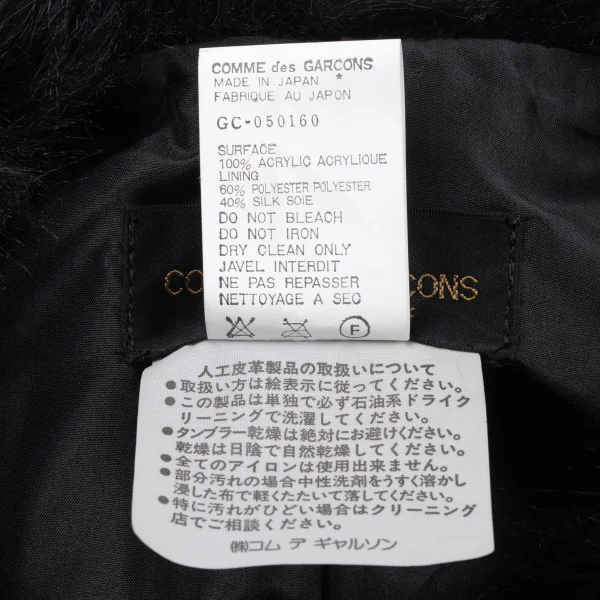 COMME des GARCONS
MADE IN JAPAN *
FABRIQUE AU JAPON
GC-050160
SURFACE
100% ACRYLIC ACRYLIQUE
LINING
60% POLYESTER POLYESTER
40% SILK SOIE
DO NOT BLEACH
DO NOT IRON
DRY CLEAN ONLY
JAVEL INTERDIT
NE PAS REPASSER
NETTOYAGE A SEC
CO CONS
F
人工皮革製品の取扱いについて
●取扱い方は絵表示に従ってください。
●この製品は単独で必ず石油系ドライク
リーニングで洗濯してください。
●タンブラー乾燥は絶対にお避けください。
乾燥は日陰で自然乾燥してください。
●全てのアイロンは使用出来ません。
●部分汚れの場合中性洗剤をうすく溶かし
浸した布で軽くたたいて落してください。
●特に汚れがひどい場合はクリーニング
店でご相談ください。
㈱コム デ ギャルソン